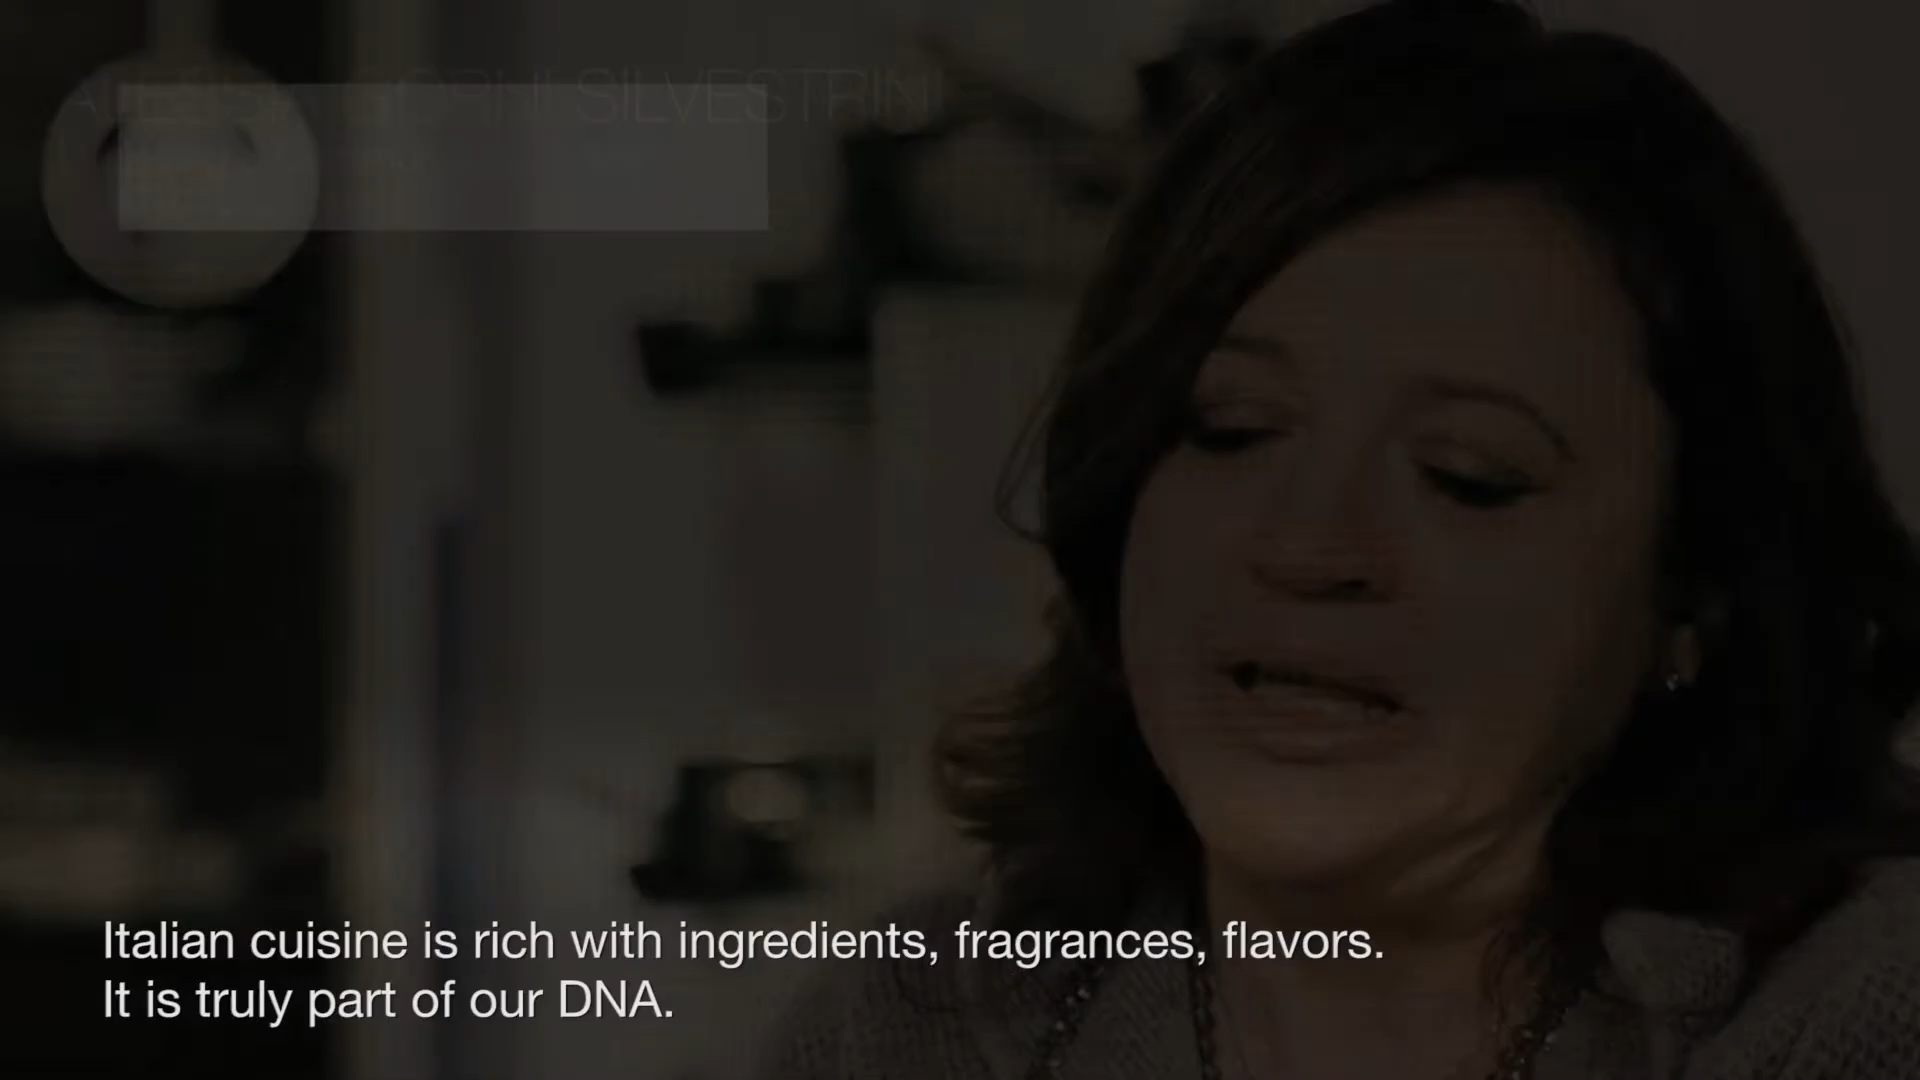 SILVESTRINI
Italian cuisine is rich with ingredients, fragrances, flavors.
It is truly part of our DNA.